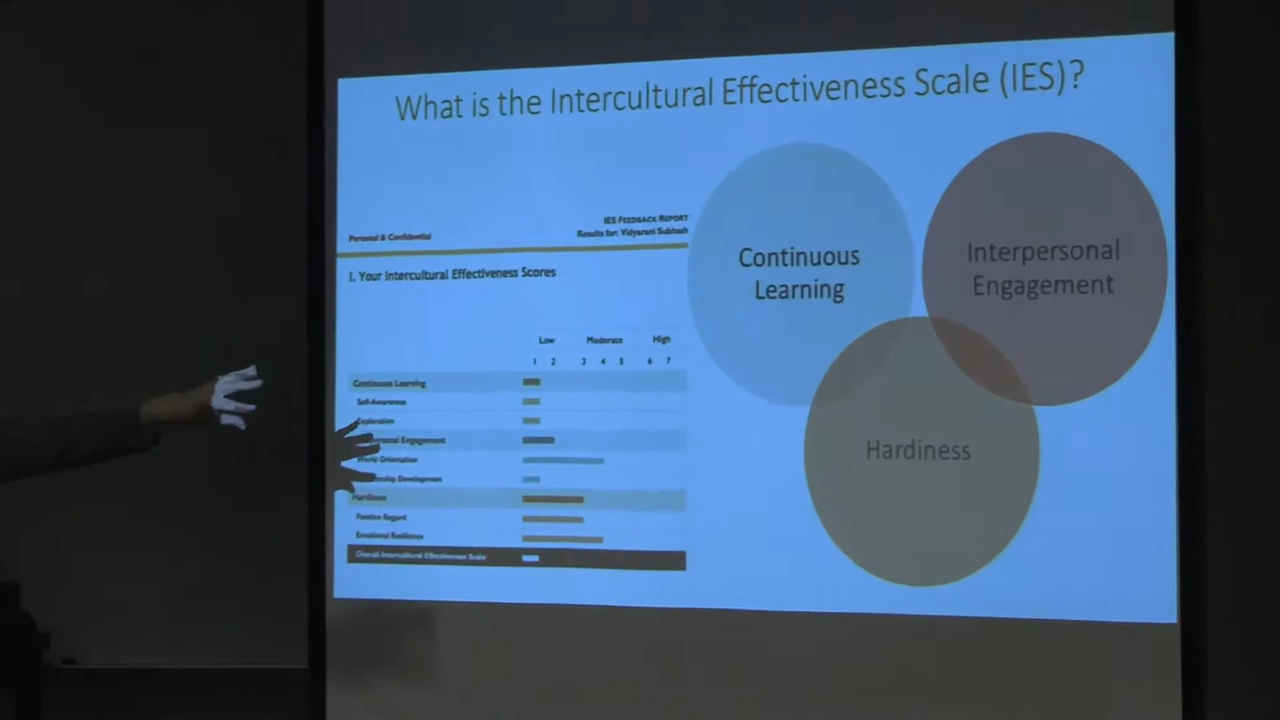 What is the Intercultural Effectiveness Scale (IES)?
Personal & Confidential
IES FEEDBACK REPORT
Results for: Vidyarani Subhash
I. Your Intercultural Effectiveness Scores
Low Moderate High
1 2 3 4 5 6 7
Continuous Learning
Self-Awareness
Exploration
Engagement
World Orientation
Development
Hardiness
Positive Regard
Emotional Resilience
Overall Intercultural Effectiveness Scale
Continuous
Learning
Interpersonal
Engagement
Hardiness